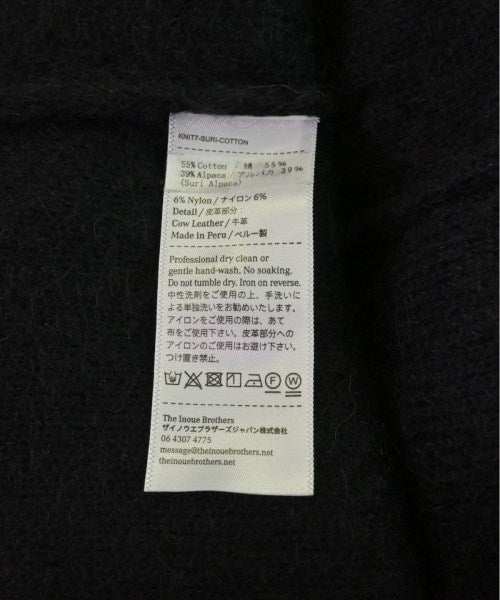 KNIT7-SURI-COTTON
55%Cotton / 綿 55%
39%Alpaca / アルパカ 39%
(Suri Alpaca)
6% Nylon / ナイロン 6%
Detail / 皮革部分：
Cow Leather / 牛革
Made in Peru / ペルー製
Professional dry clean or
gentle hand-wash. No soaking.
Do not tumble dry. Iron on reverse.
中性洗剤をご使用の上、手洗いに
よる単独洗いをお勧めいたします。
アイロンをご使用の際は、あて
布をご使用下さい。皮革部分への
アイロンのご使用はお避け下さい。
つけ置き禁止。
F W
The Inoue Brothers
ザイノウエブラザーズジャパン株式会社
06 4307 4775
message@theinouebrothers.net
theinouebrothers.net